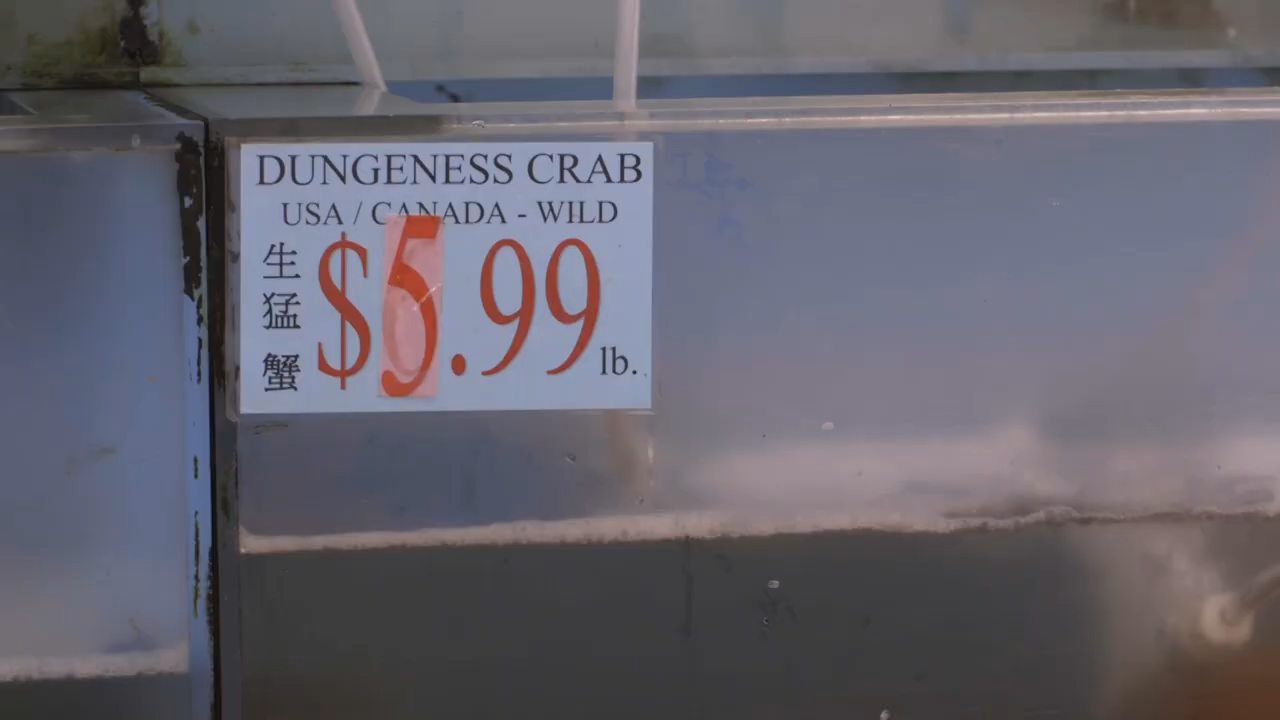 DUNGENESS CRAB
USA / CANADA - WILD
生猛蟹
$5.99 lb.